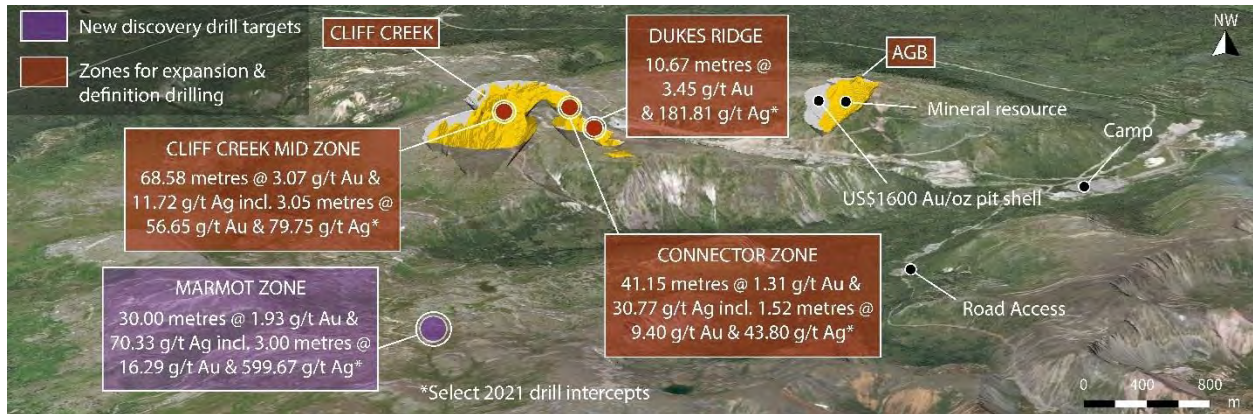 New discovery drill targets
Zones for expansion &
definition drilling
CLIFF CREEK
DUKES RIDGE
10.67 metres @
3.45 g/t Au
& 181.81 g/t Ag*
AGB
NW
Mineral resource
Camp
US$1600 Au/oz pit shell
CLIFF CREEK MID ZONE
68.58 metres @ 3.07 g/t Au &
11.72 g/t Ag incl. 3.05 metres @
56.65 g/t Au & 79.75 g/t Ag*
CONNECTOR ZONE
41.15 metres @ 1.31 g/t Au &
30.77 g/t Ag incl. 1.52 metres @
9.40 g/t Au & 43.80 g/t Ag*
Road Access
MARMOT ZONE
30.00 metres @ 1.93 g/t Au &
70.33 g/t Ag incl. 3.00 metres @
16.29 g/t Au & 599.67 g/t Ag*
*Select 2021 drill intercepts
0 400 800
m